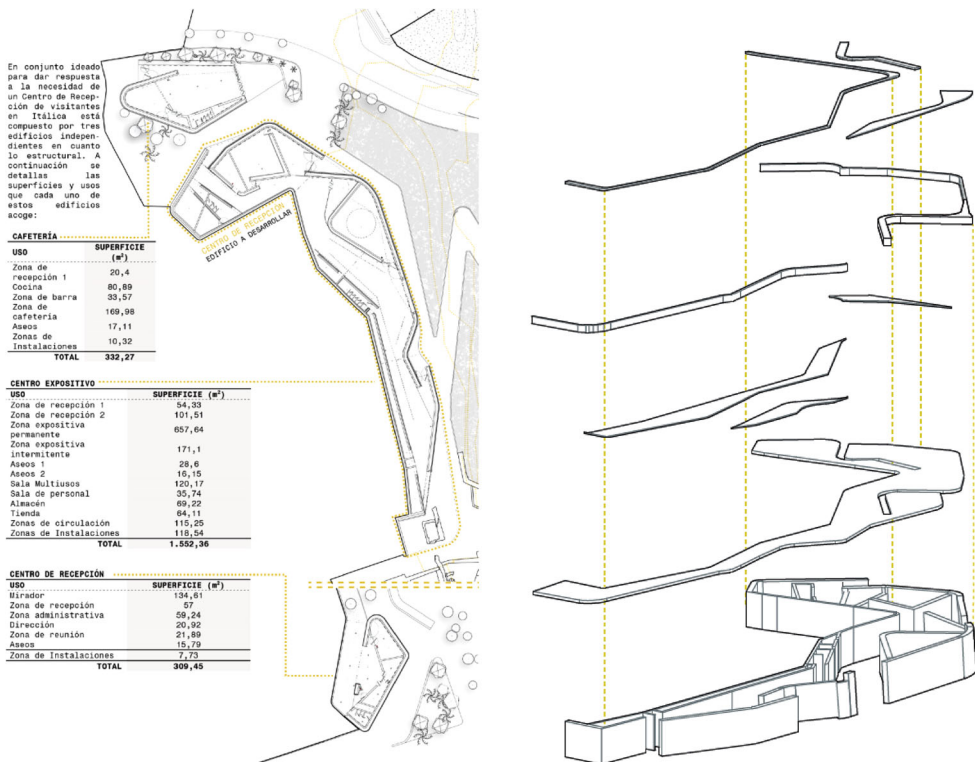 En conjunto ideado
para dar respuesta
a la necesidad de
un Centro de Recep-
ción de visitantes
en Itálica está
compuesto por tres
edificios indepen-
dientes en cuanto
lo estructural. A
continuación se
detallas las
superficies y usos
que cada uno de
estos edificios
acoge:
CAFETERÍA
USO SUPERFICIE (m²)
Zona de recepción 1 20,4
Cocina 80,89
Zona de barra 33,57
Zona de cafetería 169,98
Aseos 17,11
Zonas de Instalaciones 10,32
TOTAL 332,27
CENTRO DE RECEPCIÓN
EDIFICIO A DESARROLLAR
CENTRO EXPOSITIVO
USO SUPERFICIE (m²)
Zona de recepción 1 54,33
Zona de recepción 2 101,51
Zona expositiva permanente 657,64
Zona expositiva intermitente 171,1
Aseos 1 28,6
Aseos 2 16,15
Sala Multiusos 120,17
Sala de personal 35,74
Almacén 69,22
Tienda 64,11
Zonas de circulación 115,25
Zonas de Instalaciones 118,54
TOTAL 1.552,36
CENTRO DE RECEPCIÓN
USO SUPERFICIE (m²)
Mirador 134,61
Zona de recepción 57
Zona administrativa 59,24
Dirección 20,92
Zona de reunión 21,89
Aseos 15,79
Zona de Instalaciones 7,73
TOTAL 309,45